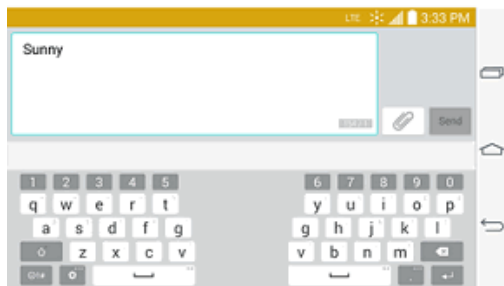 LTE 3:33 PM
Sunny
Send
1 2 3 4 5 6 7 8 9 0
q w e r t y u i o p
a s d f g g h j k l
z x c v v b n m